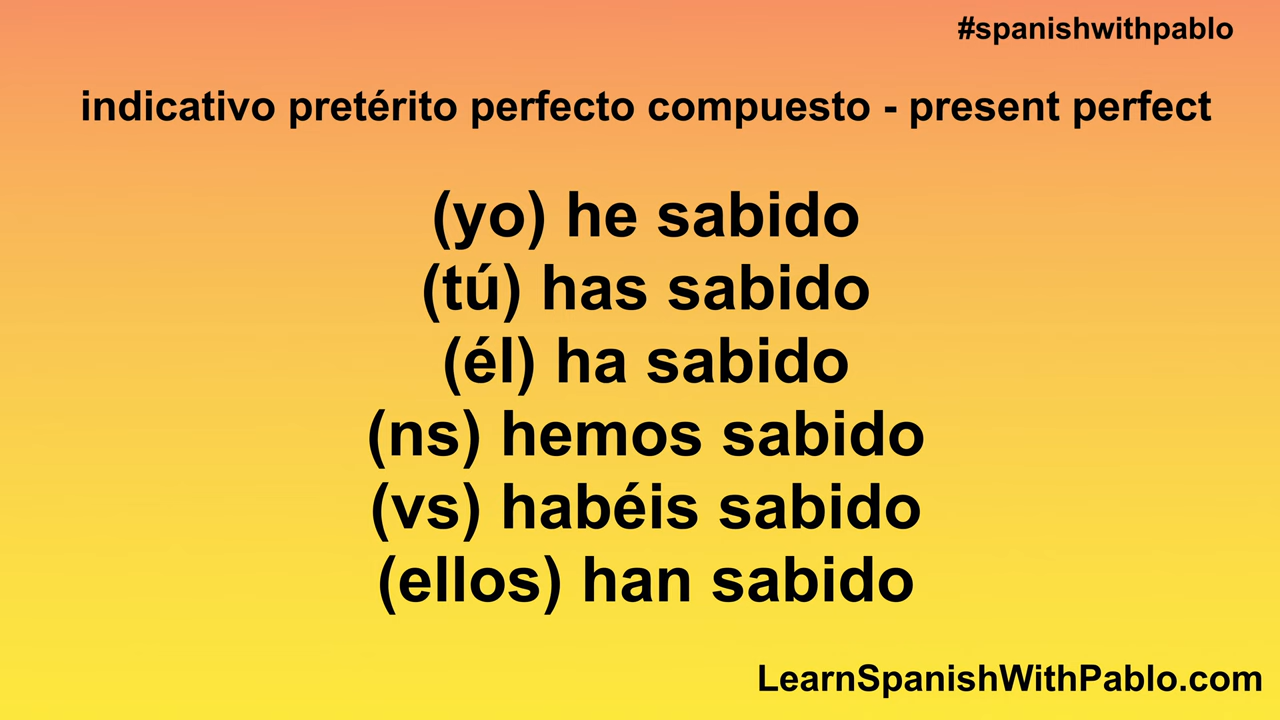 #spanishwithpablo
indicativo pretérito perfecto compuesto - present perfect
(yo) he sabido
(tú) has sabido
(él) ha sabido
(ns) hemos sabido
(vs) habéis sabido
(ellos) han sabido
LearnSpanishWithPablo.com